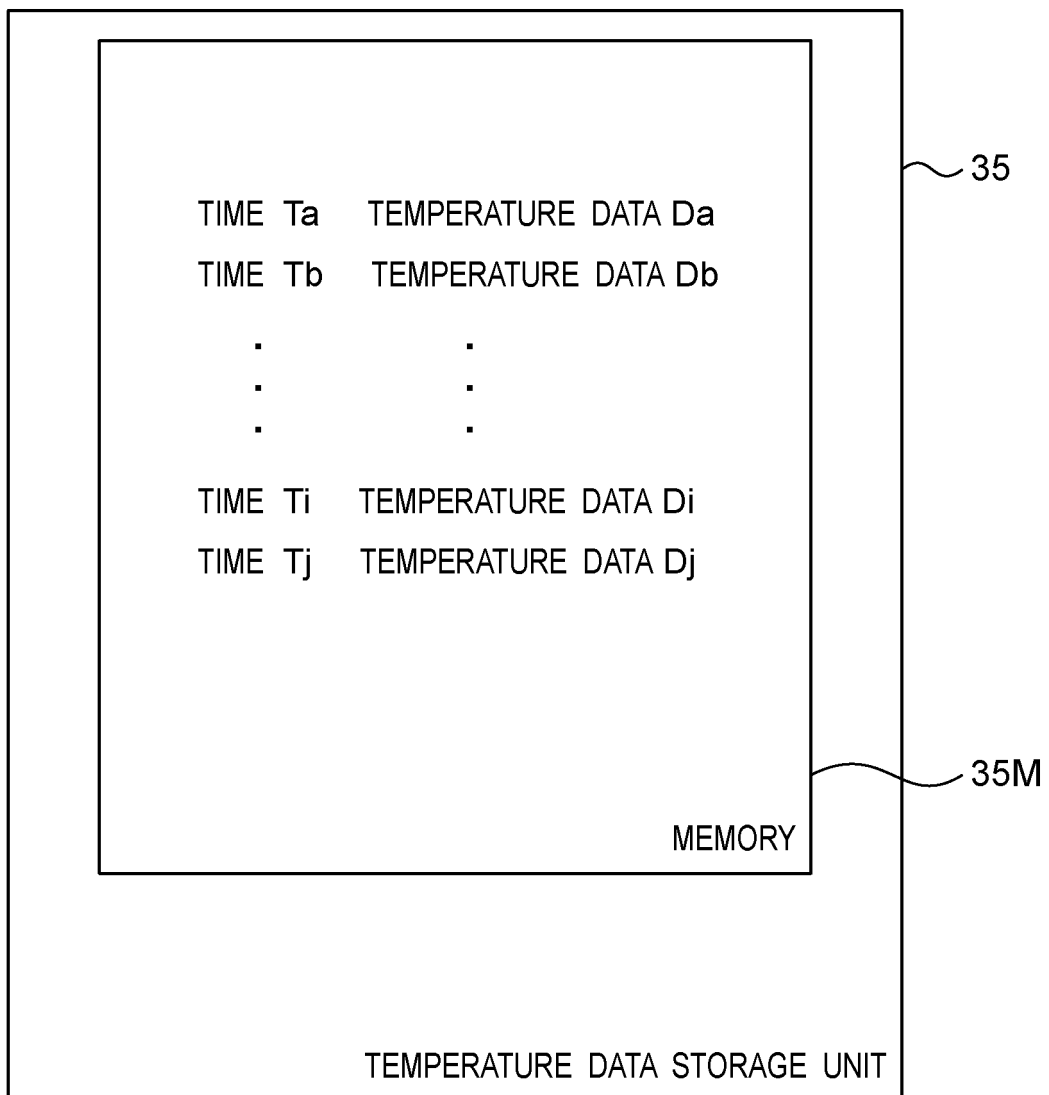 35
TIME Ta TEMPERATURE DATA Da
TIME Tb TEMPERATURE DATA Db
. .
. .
. .
TIME Ti TEMPERATURE DATA Di
TIME Tj TEMPERATURE DATA Dj
35M
MEMORY
TEMPERATURE DATA STORAGE UNIT